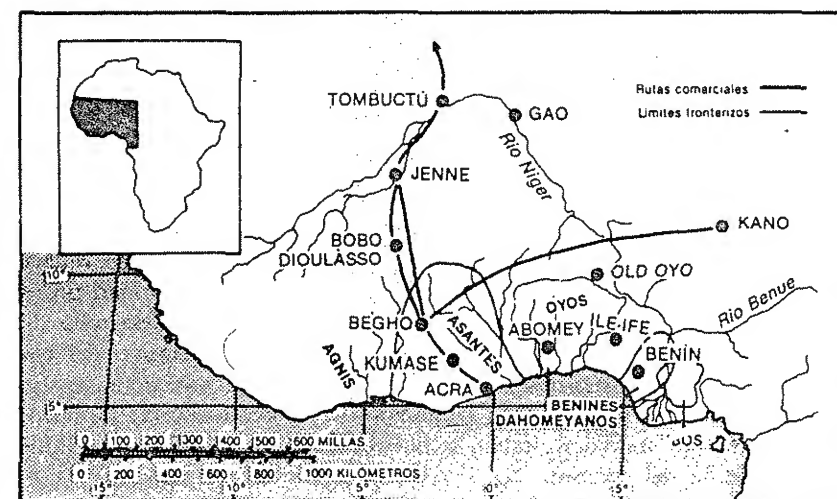 TOMBUCTÚ
GAO
Rutas comerciales
Límites fronterizos
Río Níger
JENNE
KANO
BOBO
DIOULASSO
10°
OLD OYO
OYOS
Río Benue
BEGHO
ASANTES
ABOMEY
ILE-IFE
AGNIS
KUMASE
BENÍN
ACRA
5°
BENINES
DAHOMEYANOS
0 100 200 300 400 500 600 MILLAS
0 200 400 600 800 1000 KILÓMETROS
15° 10° 5° 0° 5°